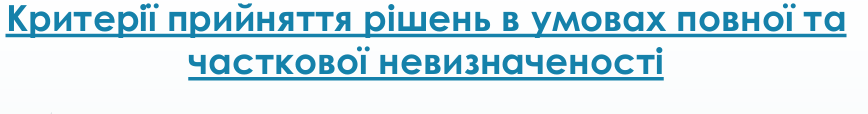 Критерії прийняття рішень в умовах повної та
часткової невизначеності